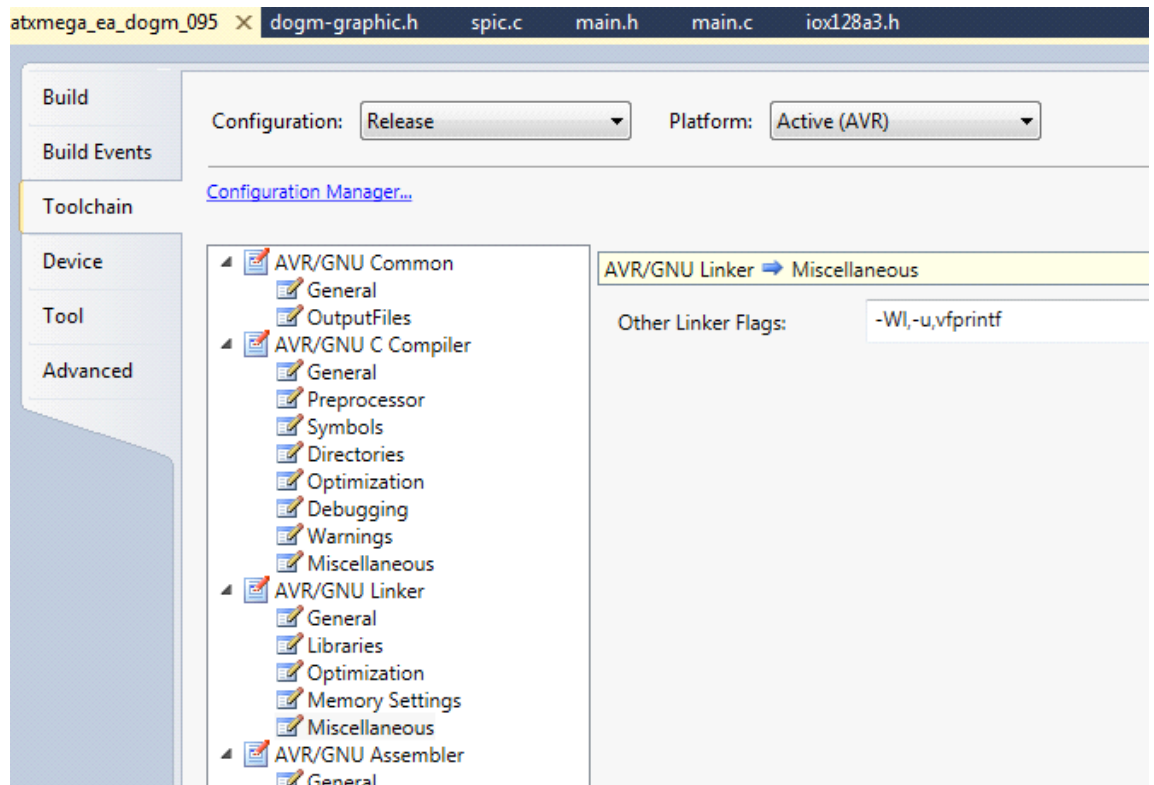 atxmega_ea_dogm_095 × dogm-graphic.h spic.c main.h main.c iox128a3.h
Build
Configuration: Release Platform: Active (AVR)
Build Events
Configuration Manager...
Toolchain
Device
Tool
Advanced
AVR/GNU Common
General
OutputFiles
AVR/GNU C Compiler
General
Preprocessor
Symbols
Directories
Optimization
Debugging
Warnings
Miscellaneous
AVR/GNU Linker
General
Libraries
Optimization
Memory Settings
Miscellaneous
AVR/GNU Assembler
General
AVR/GNU Linker ➡ Miscellaneous
Other Linker Flags: -Wl,-u,vfprintf